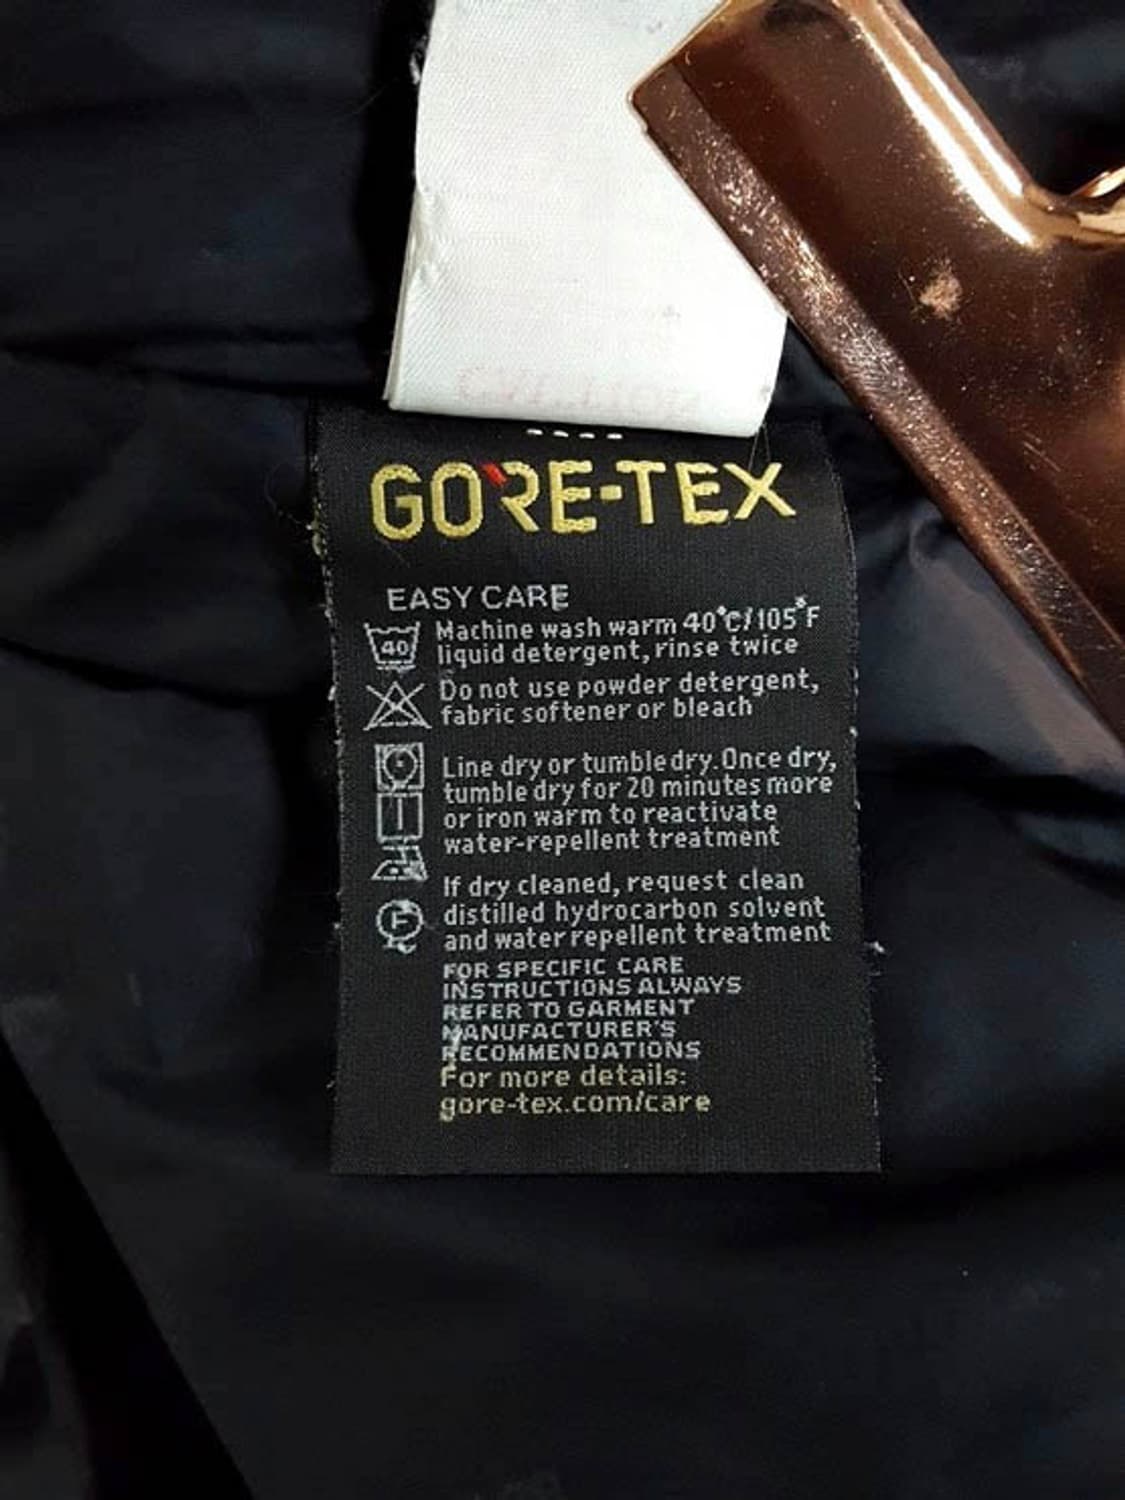 GORE-TEX
EASY CARE
40
Machine wash warm 40°C/105°F
liquid detergent, rinse twice
Do not use powder detergent,
fabric softener or bleach
Line dry or tumble dry. Once dry,
tumble dry for 20 minutes more
or iron warm to reactivate
water-repellent treatment
If dry cleaned, request clean
F
distilled hydrocarbon solvent
and water repellent treatment
FOR SPECIFIC CARE
INSTRUCTIONS ALWAYS
REFER TO GARMENT
MANUFACTURER'S
RECOMMENDATIONS
For more details:
gore-tex.com/care